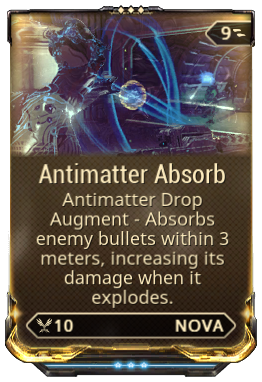 9
Antimatter Absorb
Antimatter Drop
Augment - Absorbs
enemy bullets within 3
meters, increasing its
damage when it
explodes.
10 NOVA